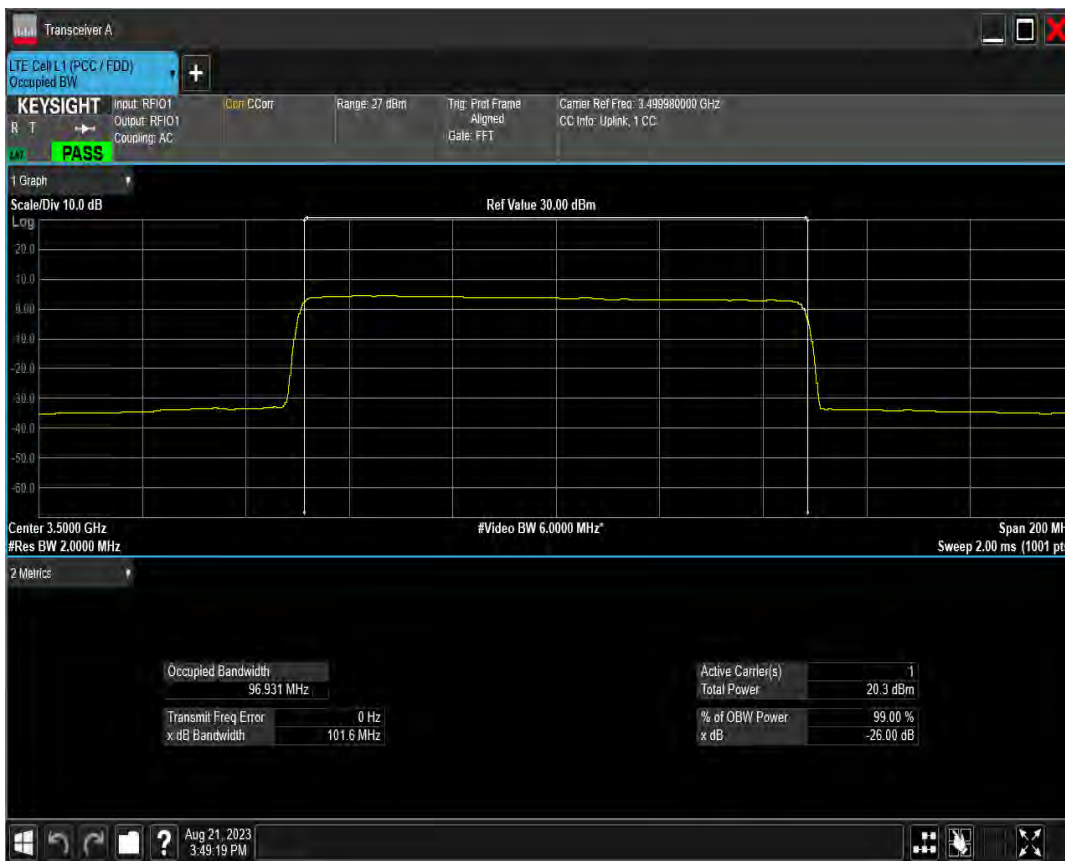 Transceiver A
LTE Cell L1 (PCC / FDD)
Occupied BW
+
KEYSIGHT
R T
PASS
Input: RFIO1
Output: RFIO1
Coupling: AC
Corr CCorr
Range: 27 dBm
Trig: Prot Frame
Aligned
Gate: FFT
Carrier Ref Freq: 3.499980000 GHz
CC Info: Uplink, 1 CC
1 Graph
Scale/Div 10.0 dB
Ref Value 30.00 dBm
Log
20.0
10.0
0.00
-10.0
-20.0
-30.0
-40.0
-50.0
-60.0
Center 3.5000 GHz
#Video BW 6.0000 MHz*
Span 200 MH
#Res BW 2.0000 MHz
Sweep 2.00 ms (1001 pts
2 Metrics
Occupied Bandwidth
96.931 MHz
Transmit Freq Error 0 Hz
x dB Bandwidth 101.6 MHz
Active Carrier(s) 1
Total Power 20.3 dBm
% of OBW Power 99.00 %
x dB -26.00 dB
?
Aug 21, 2023
3:49:19 PM